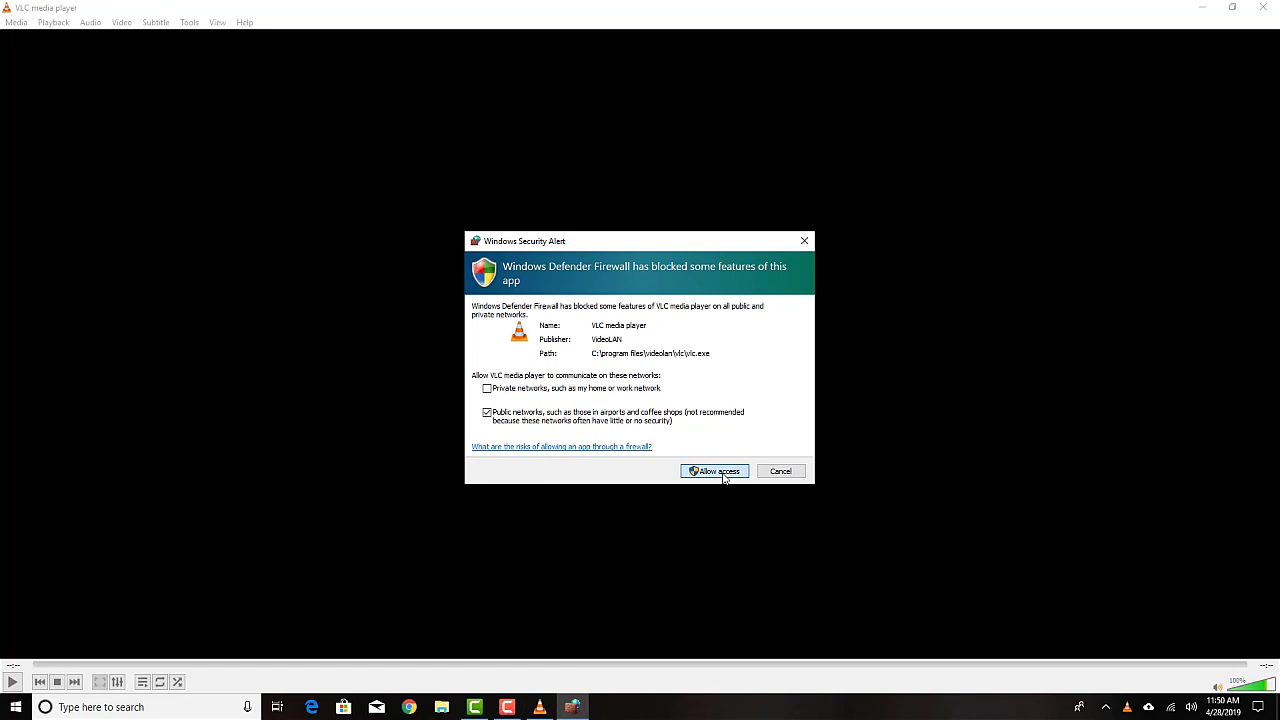 VLC media player
Media Playback Audio Video Subtitle Tools View Help
Windows Security Alert
Windows Defender Firewall has blocked some features of this
app
Windows Defender Firewall has blocked some features of VLC media player on all public and
private networks.
Name: VLC media player
Publisher: VideoLAN
Path: C:\program files\videolan\vlc\vlc.exe
Allow VLC media player to communicate on these networks:
Private networks, such as my home or work network
Public networks, such as those in airports and coffee shops (not recommended
because these networks often have little or no security)
What are the risks of allowing an app through a firewall?
Allow access Cancel
--:-- --:--
100%
Type here to search
11:50 AM
4/28/2019